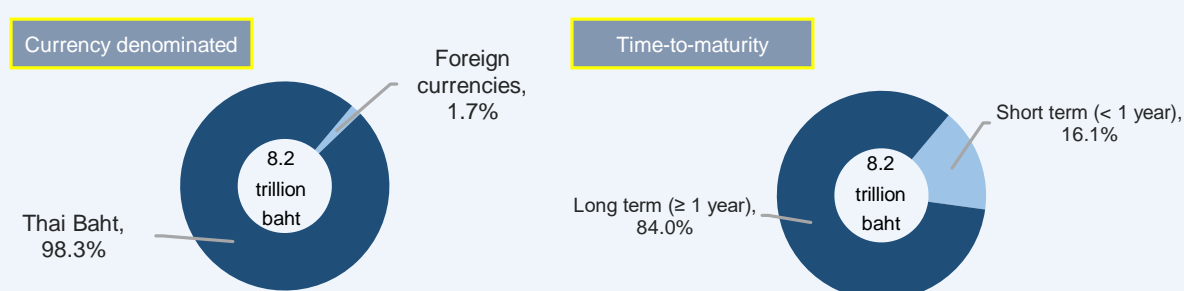 Currency denominated
Foreign
currencies,
1.7%
8.2
trillion
baht
Thai Baht,
98.3%
Time-to-maturity
Short term (< 1 year),
16.1%
8.2
trillion
baht
Long term (≥ 1 year),
84.0%